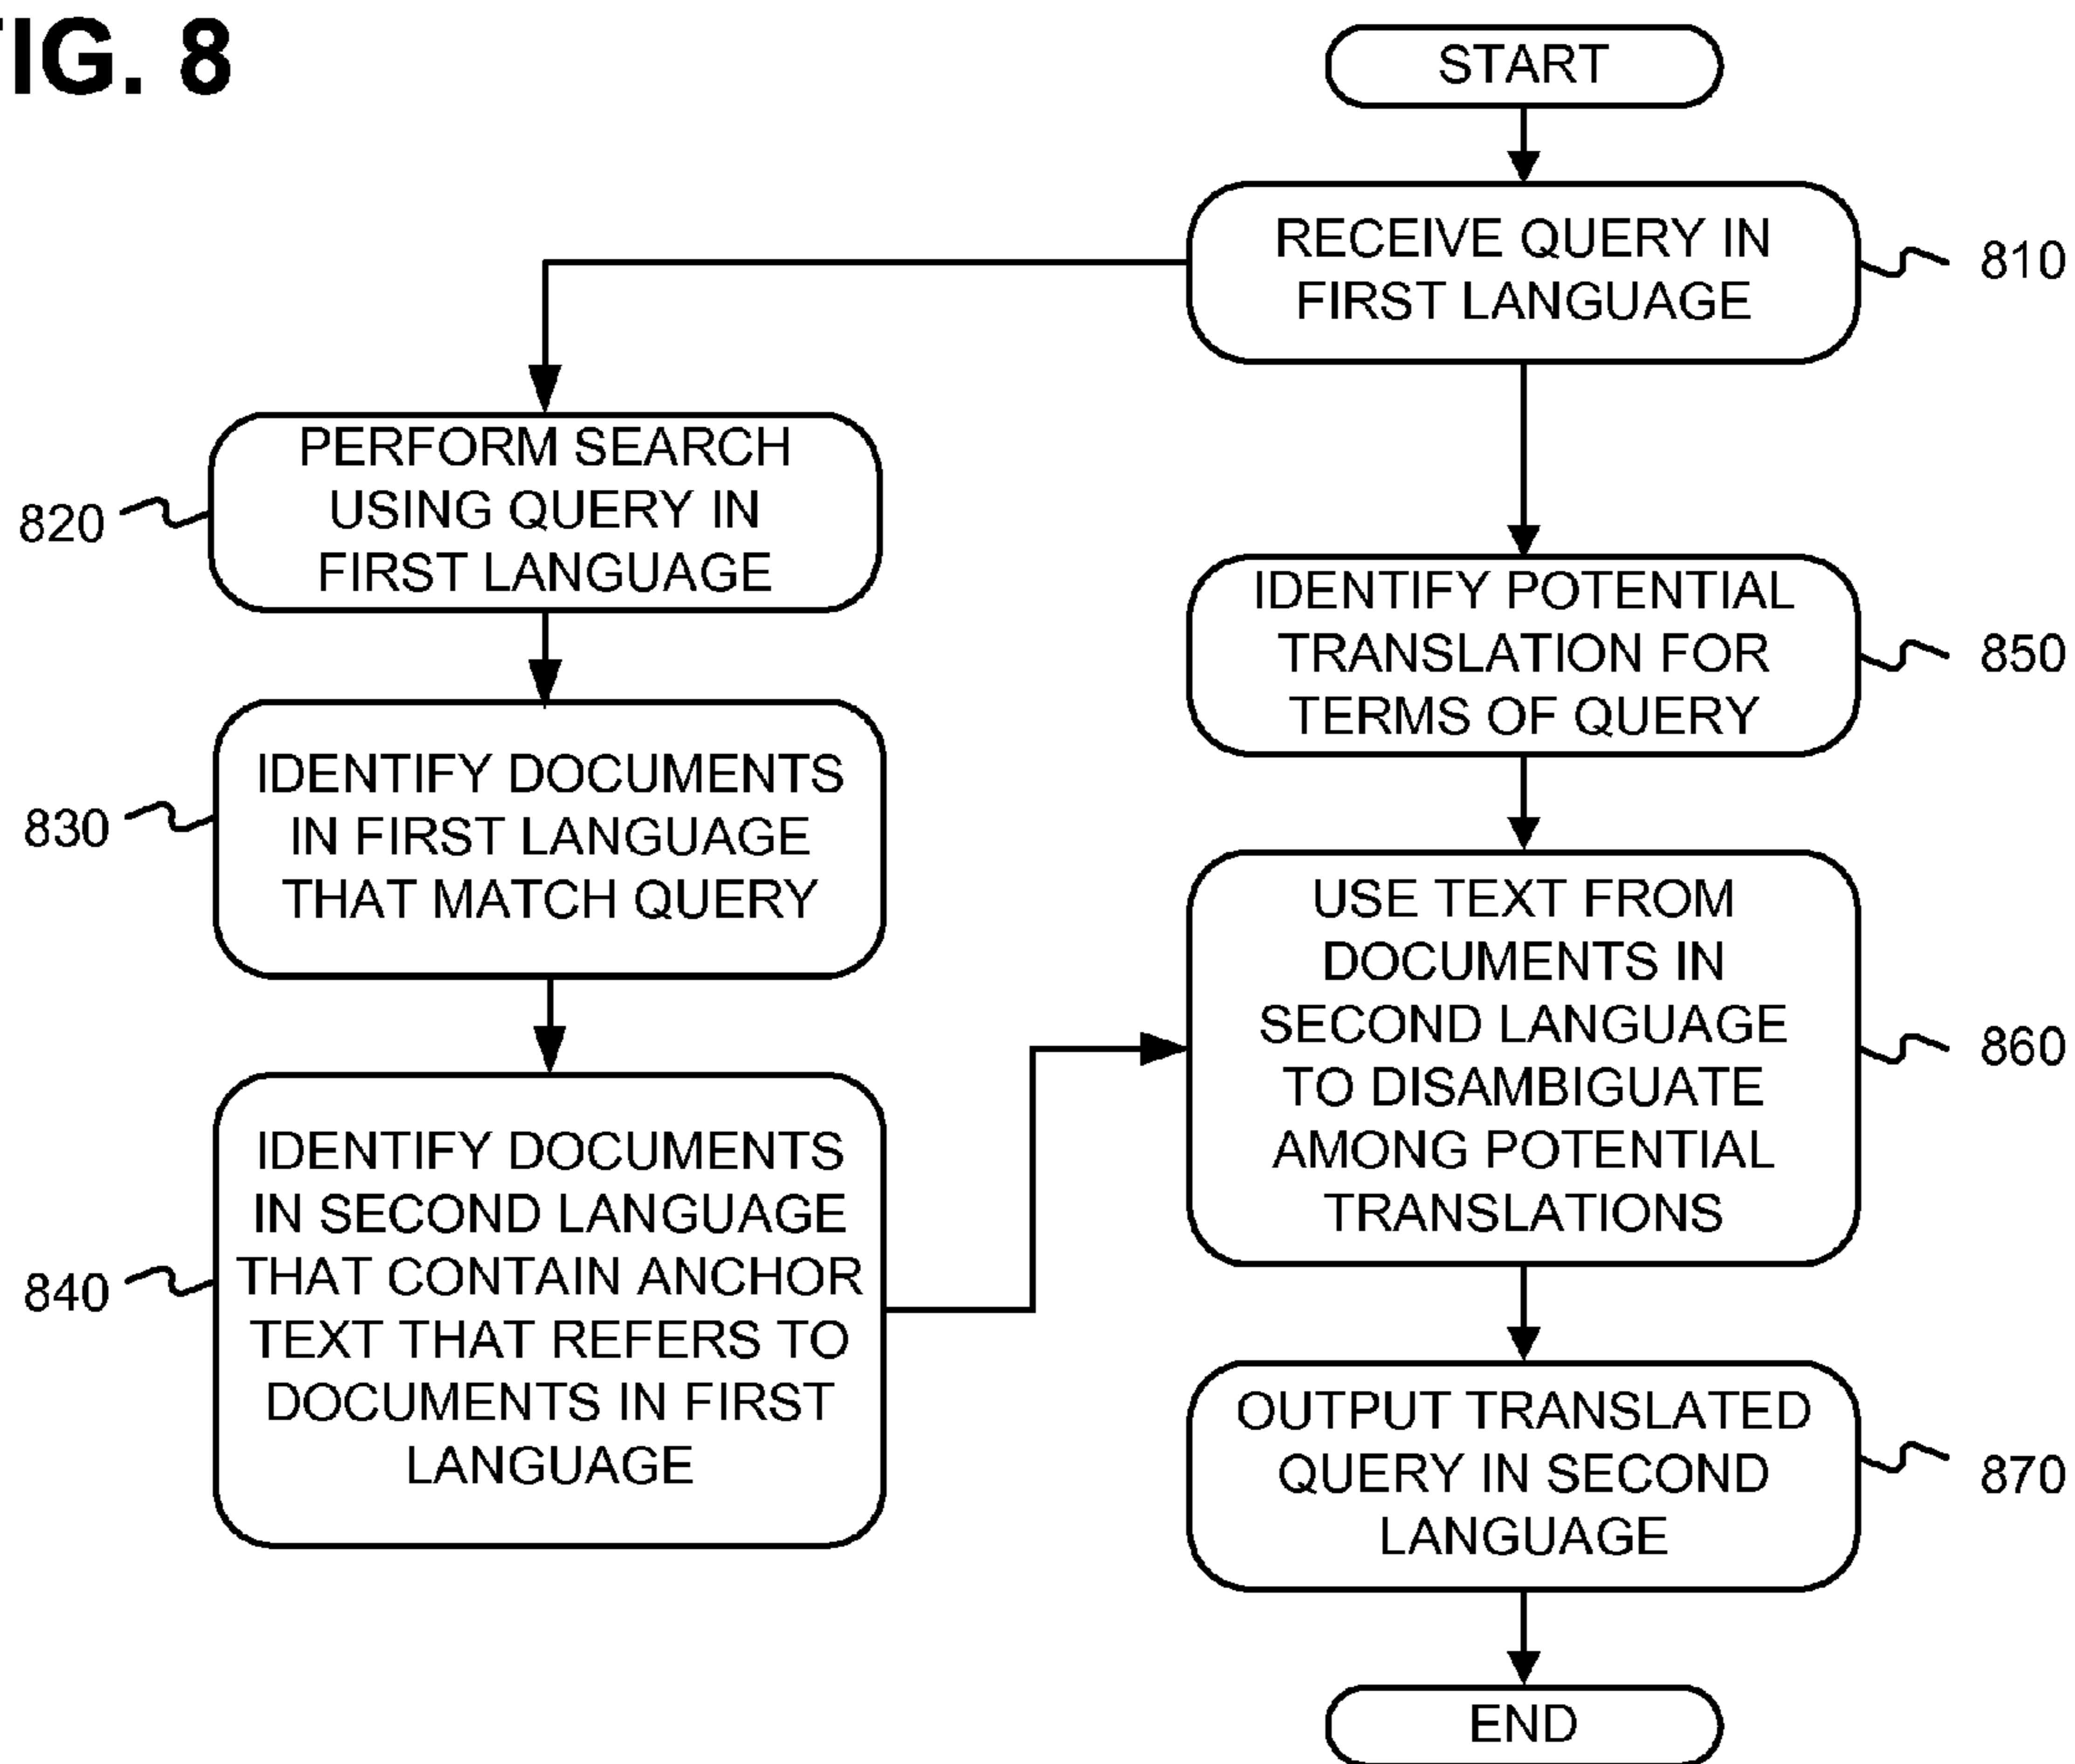 FIG. 8
START
RECEIVE QUERY IN
FIRST LANGUAGE
810
PERFORM SEARCH
USING QUERY IN
FIRST LANGUAGE
820
IDENTIFY DOCUMENTS
IN FIRST LANGUAGE
THAT MATCH QUERY
830
IDENTIFY DOCUMENTS
IN SECOND LANGUAGE
THAT CONTAIN ANCHOR
TEXT THAT REFERS TO
DOCUMENTS IN FIRST
LANGUAGE
840
IDENTIFY POTENTIAL
TRANSLATION FOR
TERMS OF QUERY
850
USE TEXT FROM
DOCUMENTS IN
SECOND LANGUAGE
TO DISAMBIGUATE
AMONG POTENTIAL
TRANSLATIONS
860
OUTPUT TRANSLATED
QUERY IN SECOND
LANGUAGE
870
END